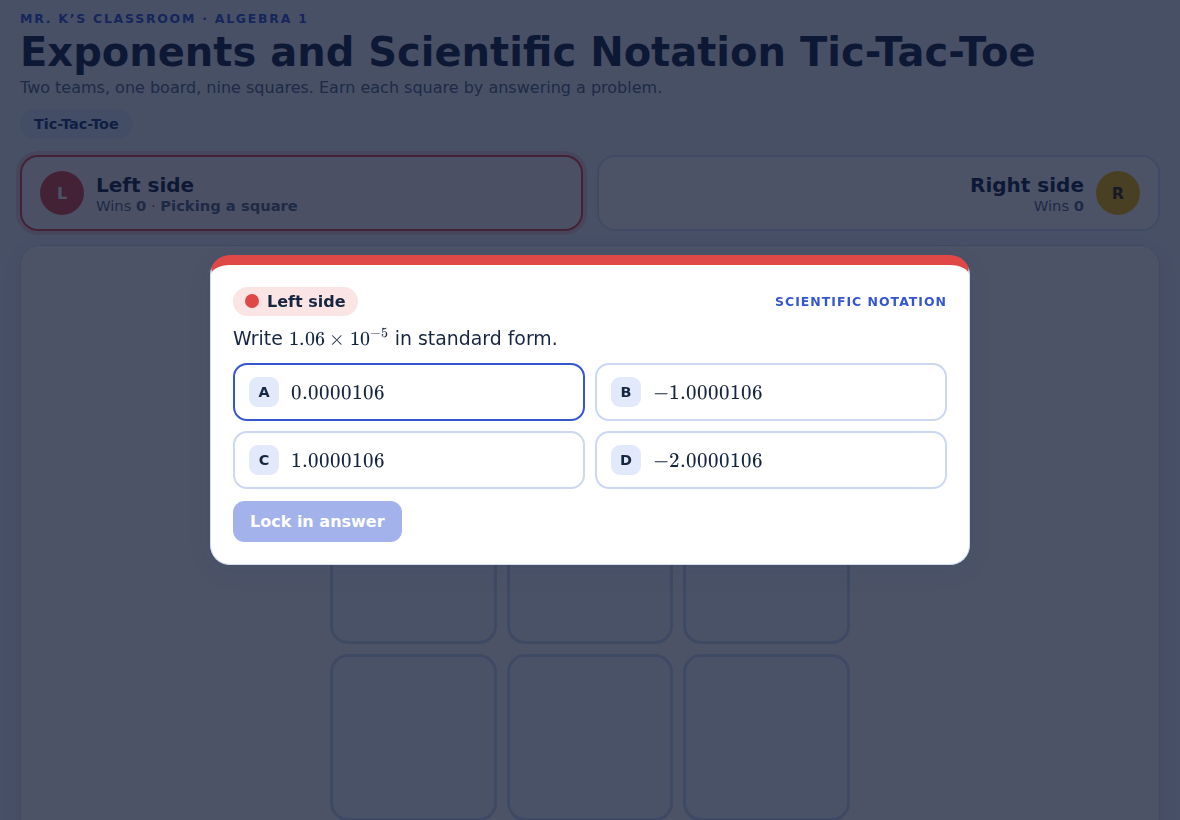 MR. K’S CLASSROOM · ALGEBRA 1
Exponents and Scientific Notation Tic-Tac-Toe
Two teams, one board, nine squares. Earn each square by answering a problem.
Tic-Tac-Toe
L
Left side
Wins 0 · Picking a square
Right side
Wins 0
R
Left side
SCIENTIFIC NOTATION
Write 1.06 × 10⁻⁵ in standard form.
A 0.0000106
B −1.0000106
C 1.0000106
D −2.0000106
Lock in answer